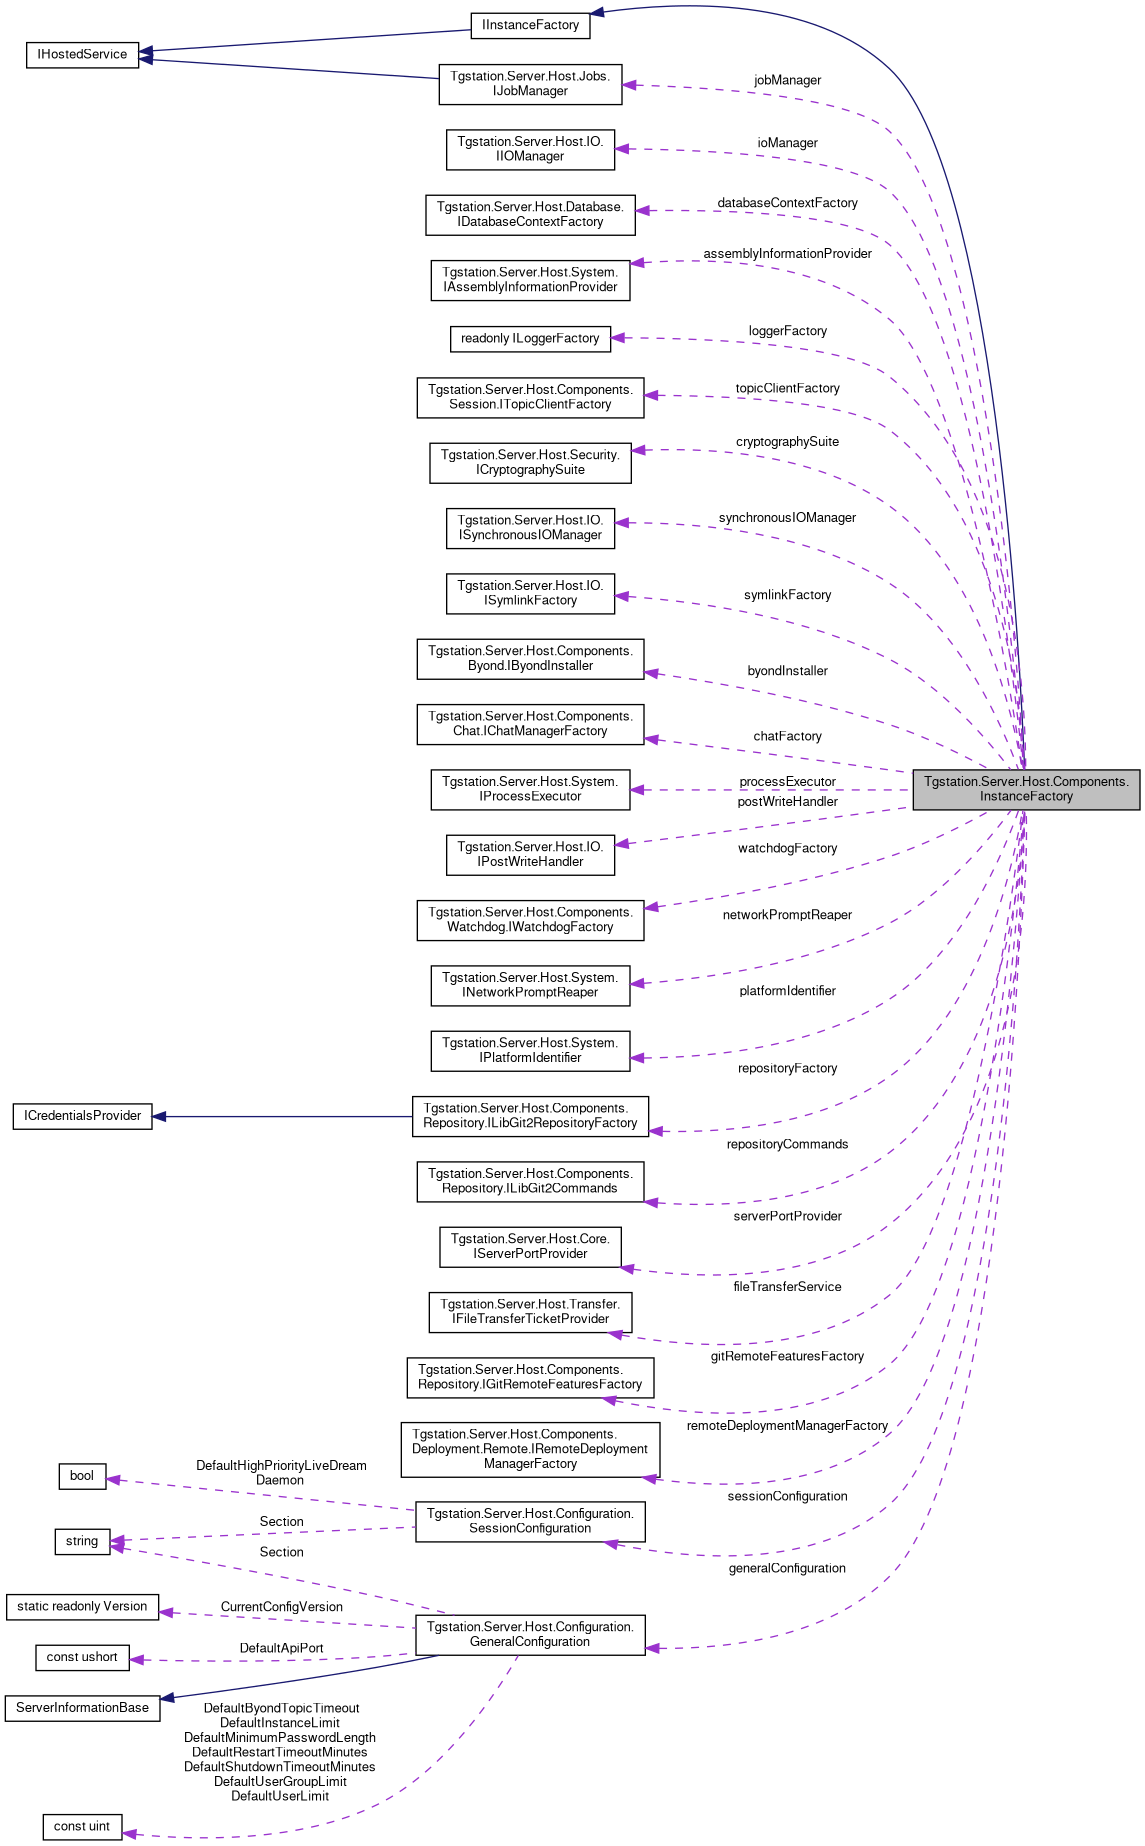 IInstanceFactory
IHostedService
Tgstation.Server.Host.Jobs.
IJobManager
jobManager
Tgstation.Server.Host.IO.
IIOManager
ioManager
Tgstation.Server.Host.Database.
IDatabaseContextFactory
databaseContextFactory
Tgstation.Server.Host.System.
IAssemblyInformationProvider
assemblyInformationProvider
readonly ILoggerFactory
loggerFactory
Tgstation.Server.Host.Components.
Session.ITopicClientFactory
topicClientFactory
Tgstation.Server.Host.Security.
ICryptographySuite
cryptographySuite
Tgstation.Server.Host.IO.
ISynchronousIOManager
synchronousIOManager
Tgstation.Server.Host.IO.
ISymlinkFactory
symlinkFactory
Tgstation.Server.Host.Components.
Byond.IByondInstaller
byondInstaller
Tgstation.Server.Host.Components.
Chat.IChatManagerFactory
chatFactory
Tgstation.Server.Host.System.
IProcessExecutor
processExecutor
Tgstation.Server.Host.Components.
InstanceFactory
postWriteHandler
Tgstation.Server.Host.IO.
IPostWriteHandler
watchdogFactory
Tgstation.Server.Host.Components.
Watchdog.IWatchdogFactory
networkPromptReaper
Tgstation.Server.Host.System.
INetworkPromptReaper
platformIdentifier
Tgstation.Server.Host.System.
IPlatformIdentifier
repositoryFactory
ICredentialsProvider
Tgstation.Server.Host.Components.
Repository.ILibGit2RepositoryFactory
repositoryCommands
Tgstation.Server.Host.Components.
Repository.ILibGit2Commands
serverPortProvider
Tgstation.Server.Host.Core.
IServerPortProvider
fileTransferService
Tgstation.Server.Host.Transfer.
IFileTransferTicketProvider
gitRemoteFeaturesFactory
Tgstation.Server.Host.Components.
Repository.IGitRemoteFeaturesFactory
remoteDeploymentManagerFactory
Tgstation.Server.Host.Components.
Deployment.Remote.IRemoteDeployment
ManagerFactory
bool
DefaultHighPriorityLiveDream
Daemon
sessionConfiguration
Tgstation.Server.Host.Configuration.
SessionConfiguration
Section
string
Section
generalConfiguration
static readonly Version
CurrentConfigVersion
Tgstation.Server.Host.Configuration.
GeneralConfiguration
const ushort
DefaultApiPort
ServerInformationBase
DefaultByondTopicTimeout
DefaultInstanceLimit
DefaultMinimumPasswordLength
DefaultRestartTimeoutMinutes
DefaultShutdownTimeoutMinutes
DefaultUserGroupLimit
DefaultUserLimit
const uint